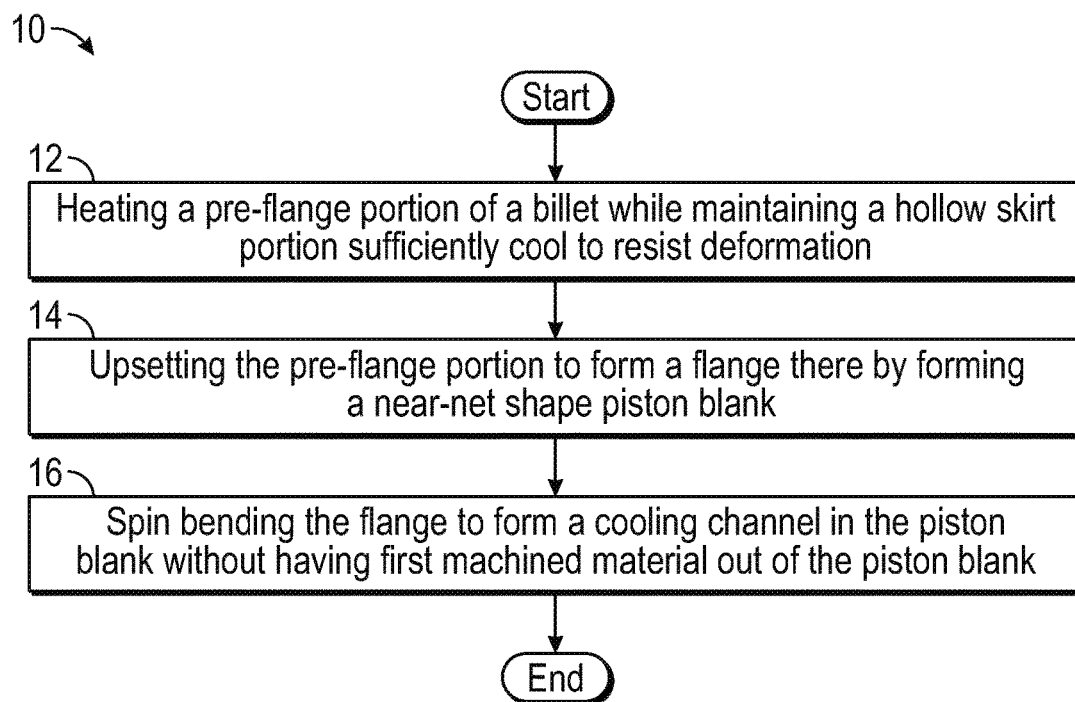 10
Start
12
Heating a pre-flange portion of a billet while maintaining a hollow skirt
portion sufficiently cool to resist deformation
14
Upsetting the pre-flange portion to form a flange there by forming
a near-net shape piston blank
16
Spin bending the flange to form a cooling channel in the piston
blank without having first machined material out of the piston blank
End